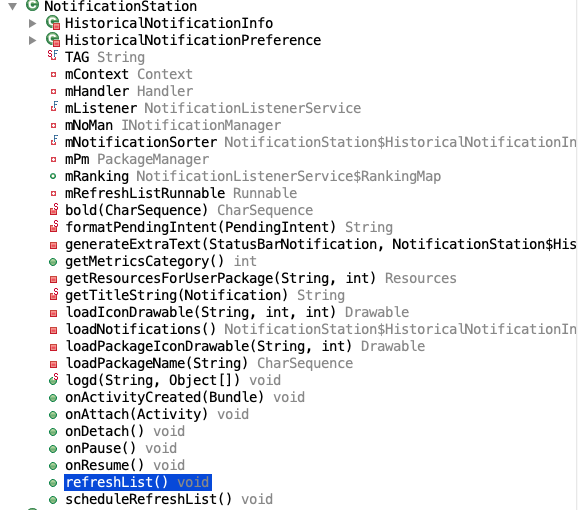 NotificationStation
HistoricalNotificationInfo
HistoricalNotificationPreference
TAG String
mContext Context
mHandler Handler
mListener NotificationListenerService
mNoMan INotificationManager
mNotificationSorter NotificationStation$HistoricalNotificationIn
mPm PackageManager
mRanking NotificationListenerService$RankingMap
mRefreshListRunnable Runnable
bold(CharSequence) CharSequence
formatPendingIntent(PendingIntent) String
generateExtraText(StatusBarNotification, NotificationStation$His
getMetricsCategory() int
getResourcesForUserPackage(String, int) Resources
getTitleString(Notification) String
loadIconDrawable(String, int, int) Drawable
loadNotifications() NotificationStation$HistoricalNotificationIn
loadPackageIconDrawable(String, int) Drawable
loadPackageName(String) CharSequence
logd(String, Object[]) void
onActivityCreated(Bundle) void
onAttach(Activity) void
onDetach() void
onPause() void
onResume() void
refreshList() void
scheduleRefreshList() void